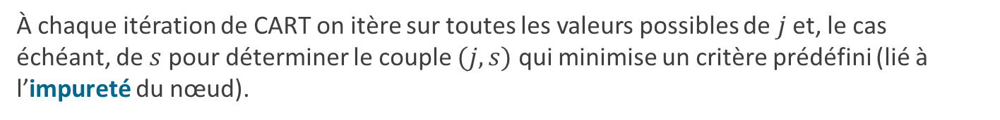 À chaque itération de CART on itère sur toutes les valeurs possibles de j et, le cas
échéant, de s pour déterminer le couple (j, s) qui minimise un critère prédéfini (lié à
l’impureté du nœud).